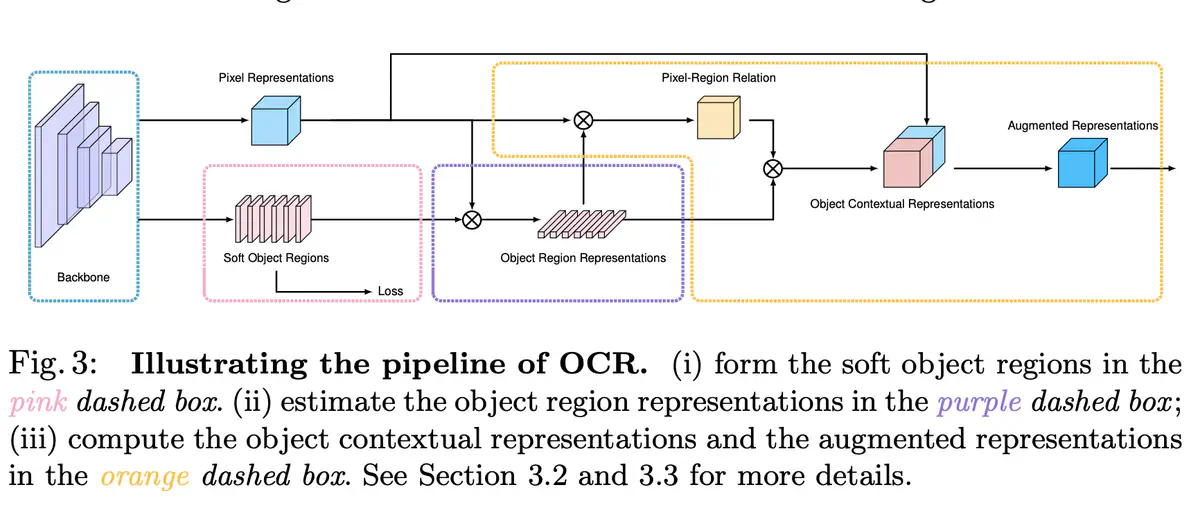 Pixel Representations
Pixel-Region Relation
Augmented Representations
Object Contextual Representations
Soft Object Regions
Object Region Representations
Backbone
Loss
Fig. 3: Illustrating the pipeline of OCR. (i) form the soft object regions in the
pink dashed box. (ii) estimate the object region representations in the purple dashed box;
(iii) compute the object contextual representations and the augmented representations
in the orange dashed box. See Section 3.2 and 3.3 for more details.